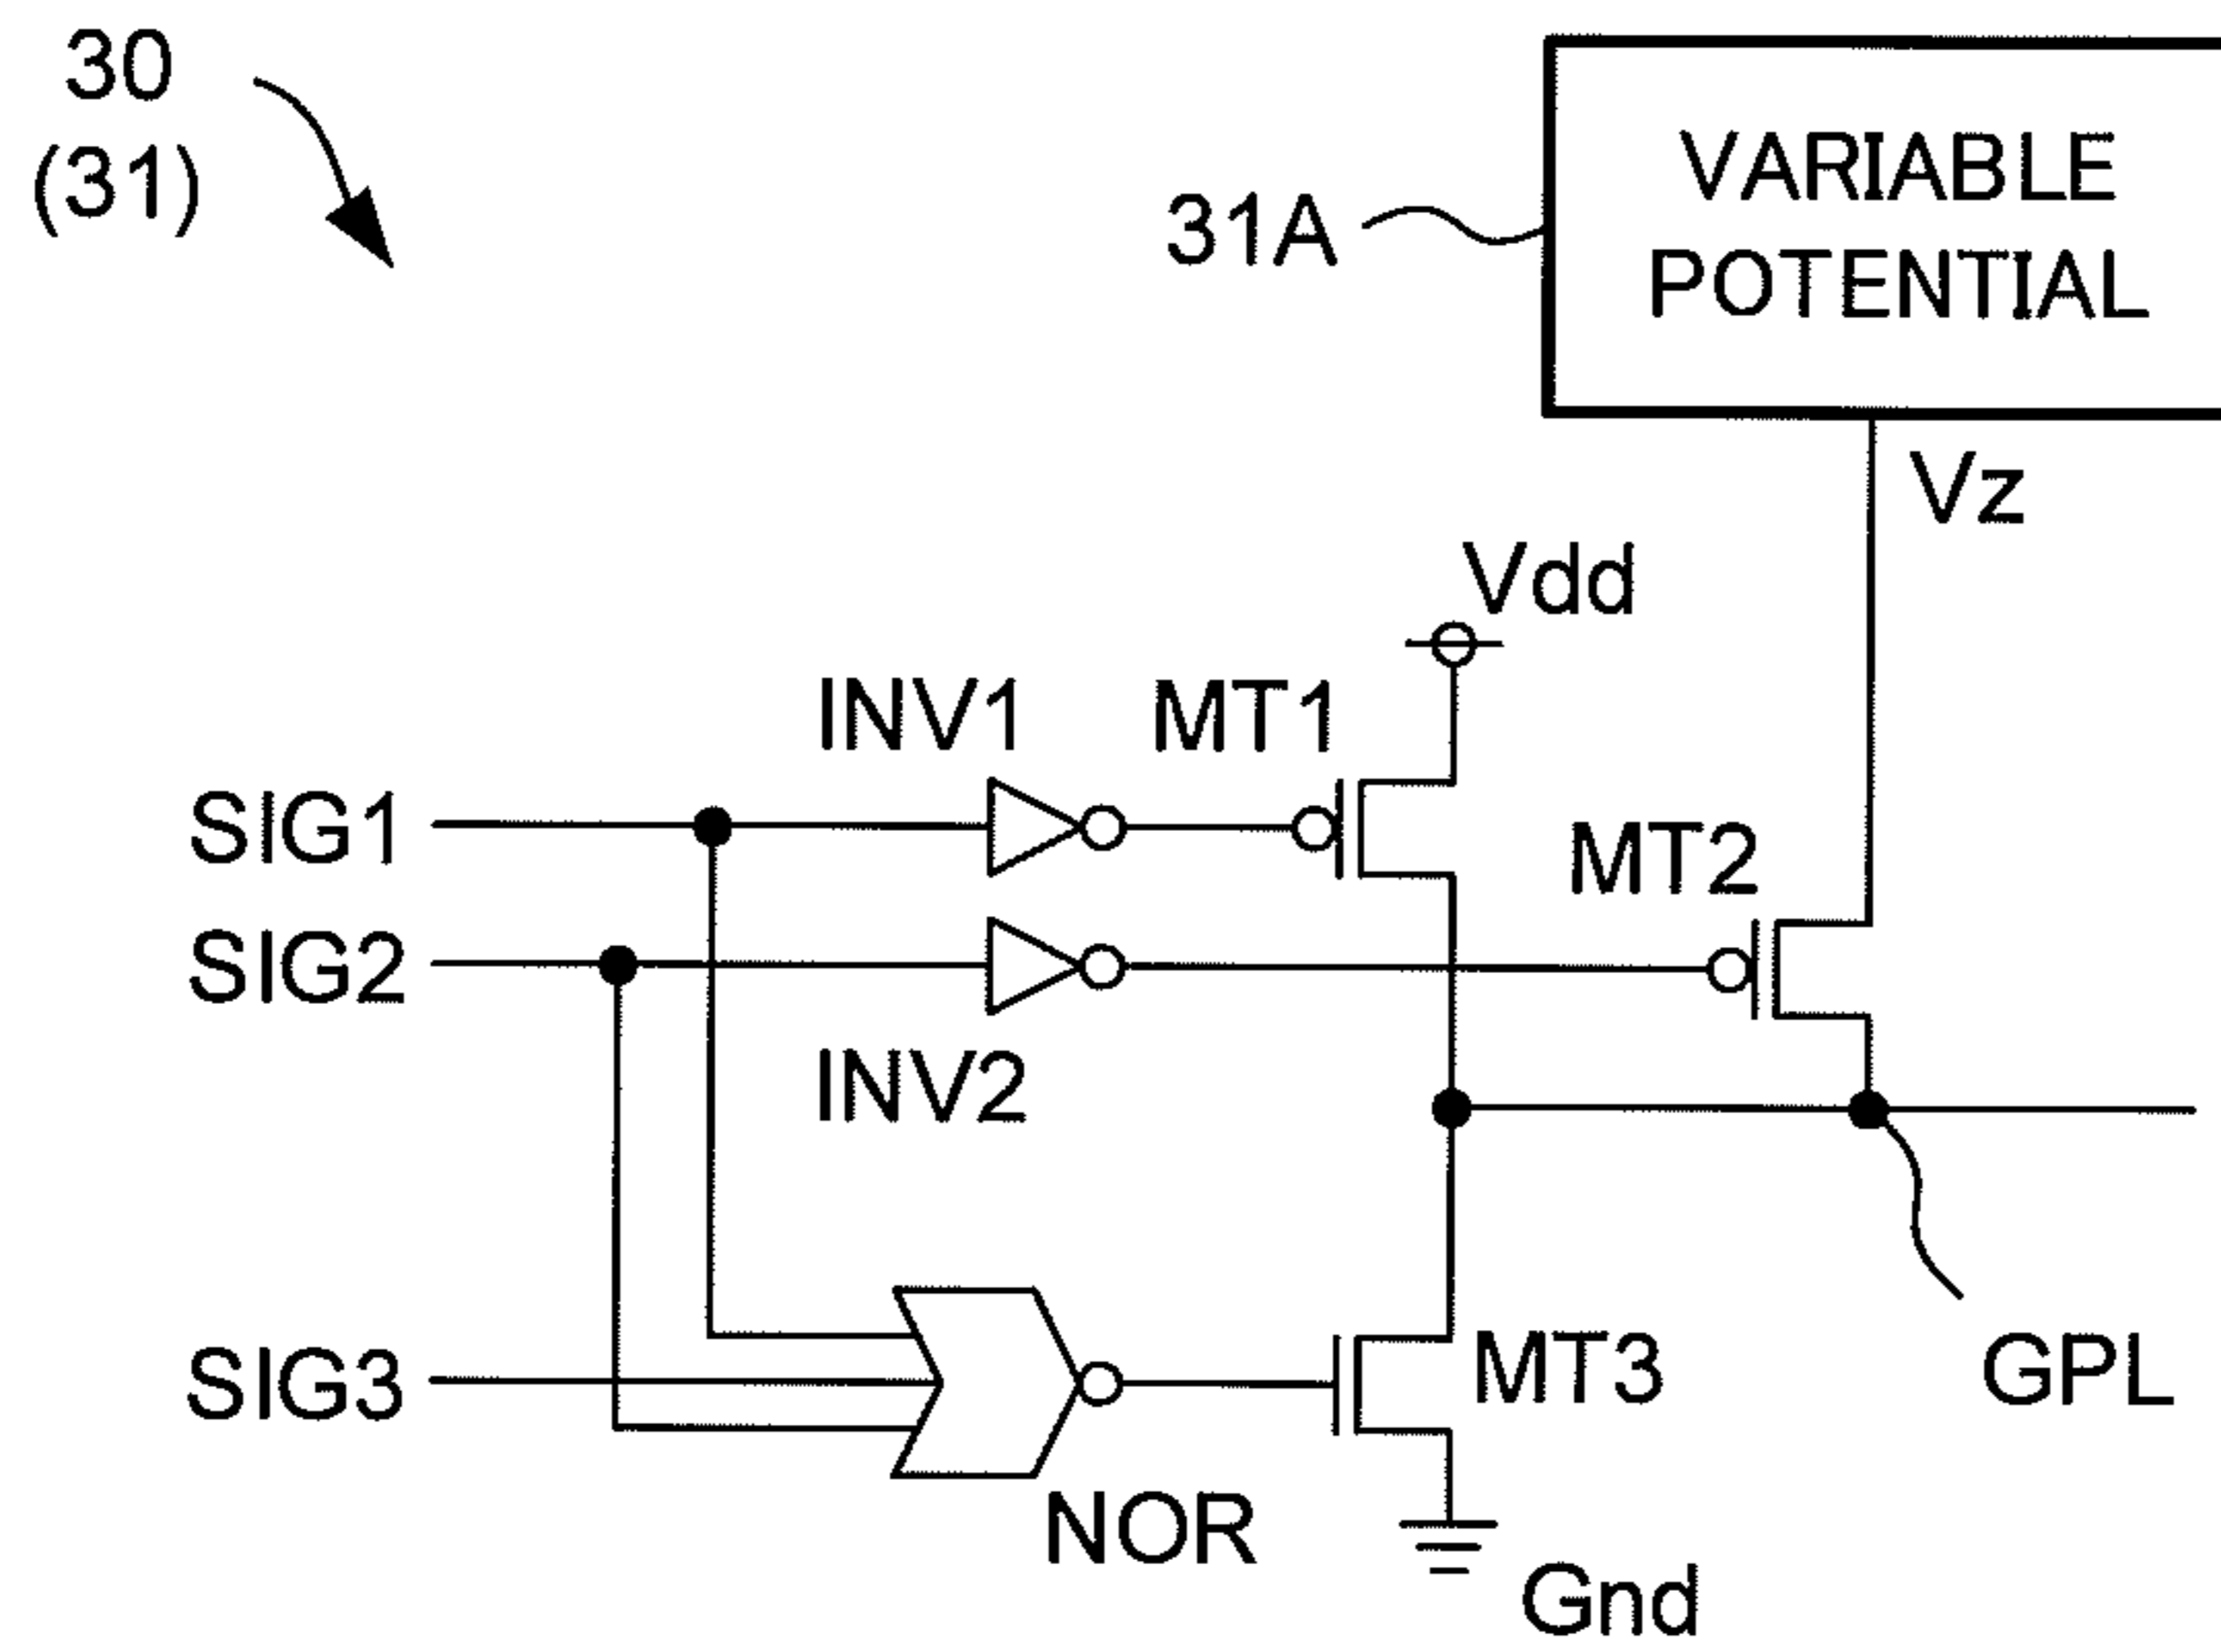 30
(31)
31A
VARIABLE
POTENTIAL
Vz
Vdd
INV1
MT1
SIG1
MT2
SIG2
INV2
SIG3
MT3
GPL
NOR
Gnd